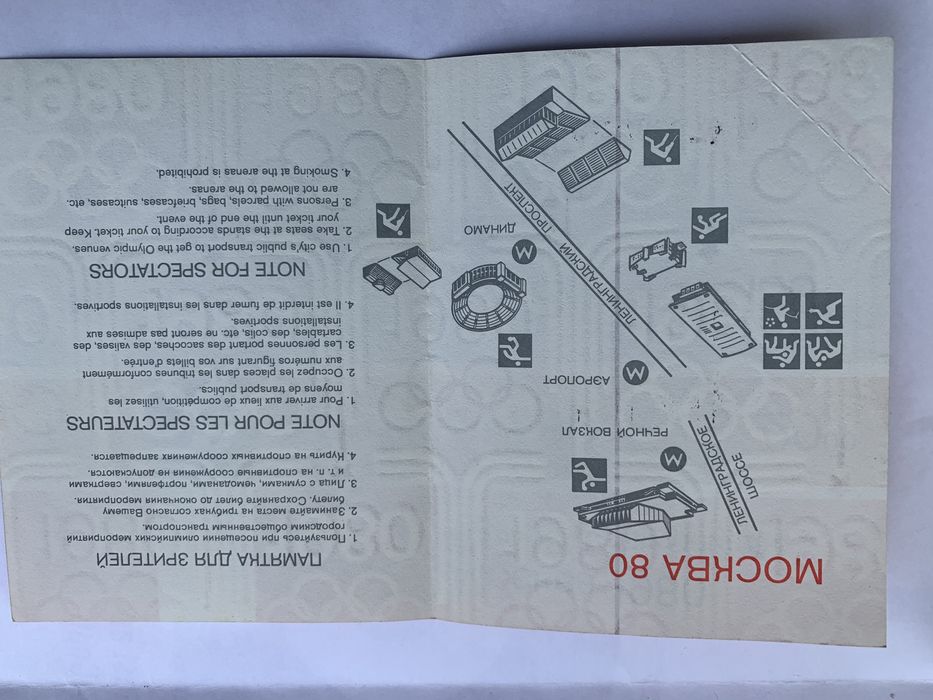 МОСКВА 80
ЛЕНИНГРАДСКОЕ
ШОССЕ
М
РЕЧНОЙ ВОКЗАЛ
М
АЭРОПОРТ
ЛЕНИНГРАДСКИЙ ПРОСПЕКТ
М
ДИНАМО
ПАМЯТКА ДЛЯ ЗРИТЕЛЕЙ
1. Пользуйтесь при посещении олимпийских мероприятий
городским общественным транспортом.
2. Занимайте места на трибунах согласно Вашему
билету. Сохраняйте билет до окончания мероприятия.
3. Лица с сумками, чемоданами, портфелями, свертками
и т. п. на спортивные сооружения не допускаются.
4. Курить на спортивных сооружениях запрещается.
NOTE POUR LES SPECTATEURS
1. Pour arriver aux lieux de compétition, utilisez les
moyens de transport publics.
2. Occupez les places dans les tribunes conformément
aux numéros figurant sur vos billets d'entrée.
3. Les personnes portant des sacoches, des valises, des
cartables, des colis, etc. ne seront pas admises aux
installations sportives.
4. Il est interdit de fumer dans les installations sportives.
NOTE FOR SPECTATORS
1. Use city's public transport to get the Olympic venues.
2. Take seats at the stands according to your ticket. Keep
your ticket until the end of the event.
3. Persons with parcels, bags, briefcases, suitcases, etc.
are not allowed to the arenas.
4. Smoking at the arenas is prohibited.